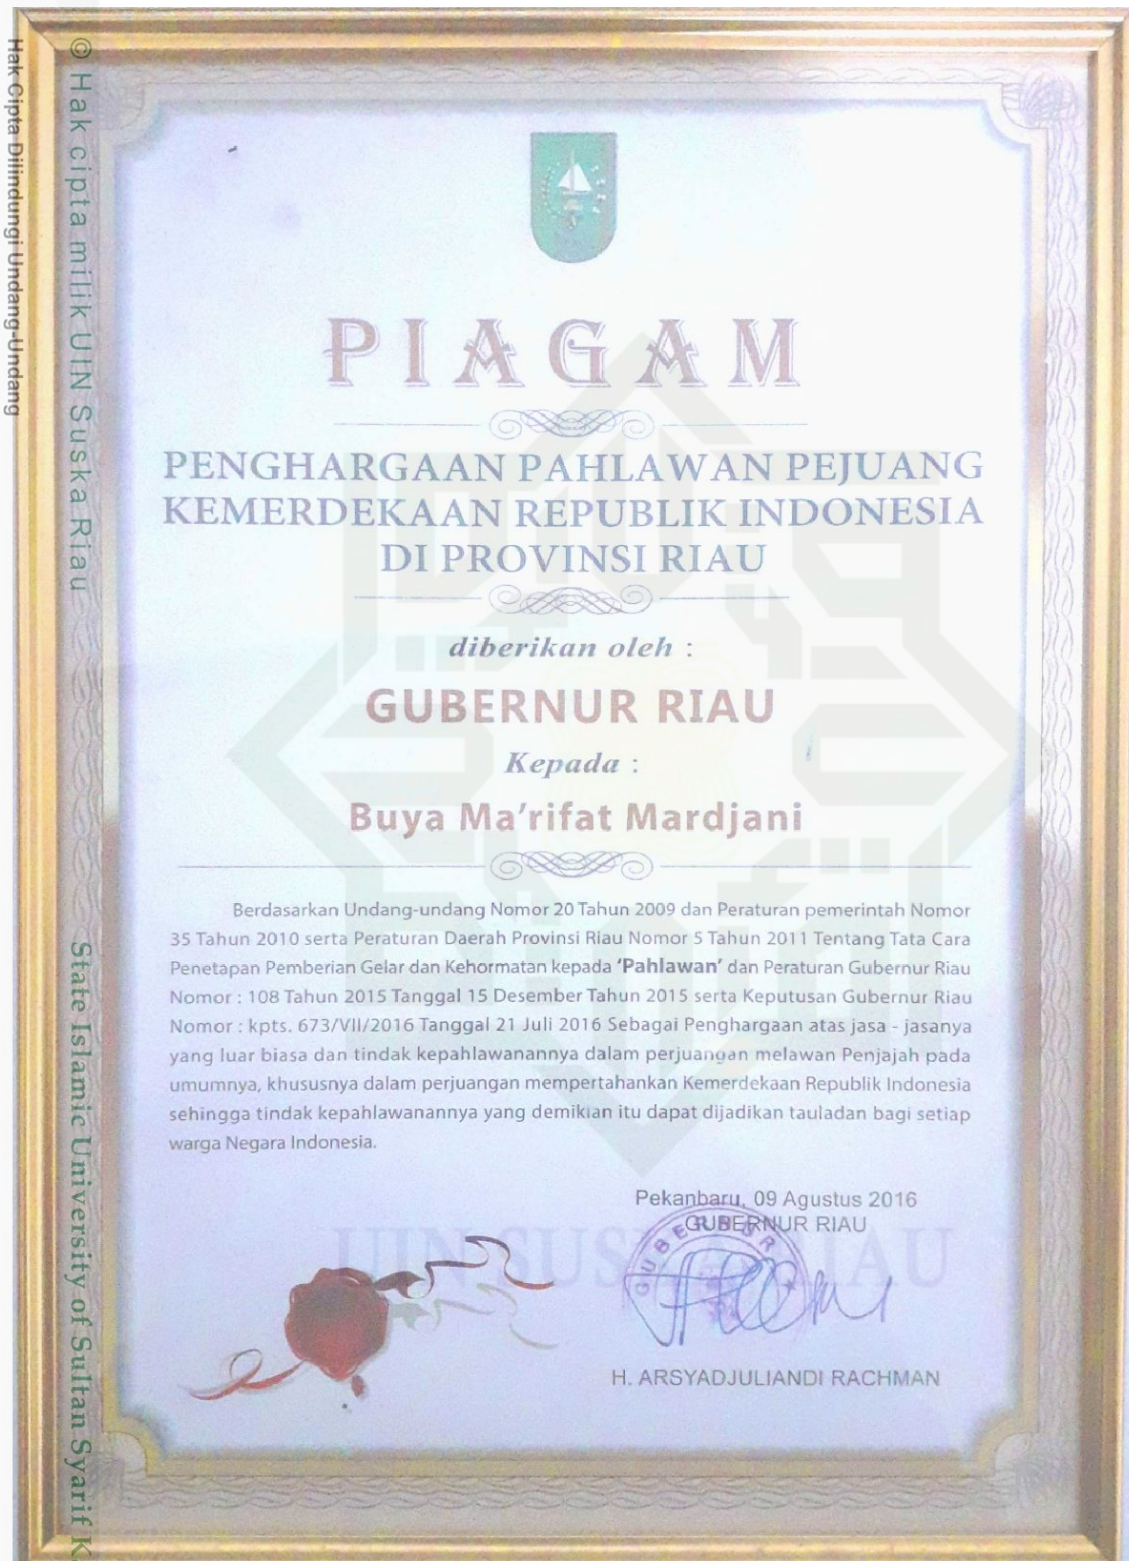 PIAGAM
PENGHARGAAN PAHLAWAN PEJUANG
KEMERDEKAAN REPUBLIK INDONESIA
DI PROVINSI RIAU
diberikan oleh :
GUBERNUR RIAU
Kepada :
Buya Ma'rifat Mardjani
Berdasarkan Undang-undang Nomor 20 Tahun 2009 dan Peraturan pemerintah Nomor
35 Tahun 2010 serta Peraturan Daerah Provinsi Riau Nomor 5 Tahun 2011 Tentang Tata Cara
Penetapan Pemberian Gelar dan Kehormatan kepada 'Pahlawan' dan Peraturan Gubernur Riau
Nomor : 108 Tahun 2015 Tanggal 15 Desember Tahun 2015 serta Keputusan Gubernur Riau
Nomor : kpts. 673/VII/2016 Tanggal 21 Juli 2016 Sebagai Penghargaan atas jasa - jasanya
yang luar biasa dan tindak kepahlawanannya dalam perjuangan melawan Penjajah pada
umumnya, khususnya dalam perjuangan mempertahankan Kemerdekaan Republik Indonesia
sehingga tindak kepahlawanannya yang demikian itu dapat dijadikan tauladan bagi setiap
warga Negara Indonesia.
Pekanbaru, 09 Agustus 2016
GUBERNUR RIAU
GUBERNUR
H. ARSYADJULIANDI RACHMAN
UIN SUSKA RIAU
Hak Cipta Dilindungi Undang-Undang
© Hak cipta milik UIN Suska Riau
State Islamic University of Sultan Syarif K